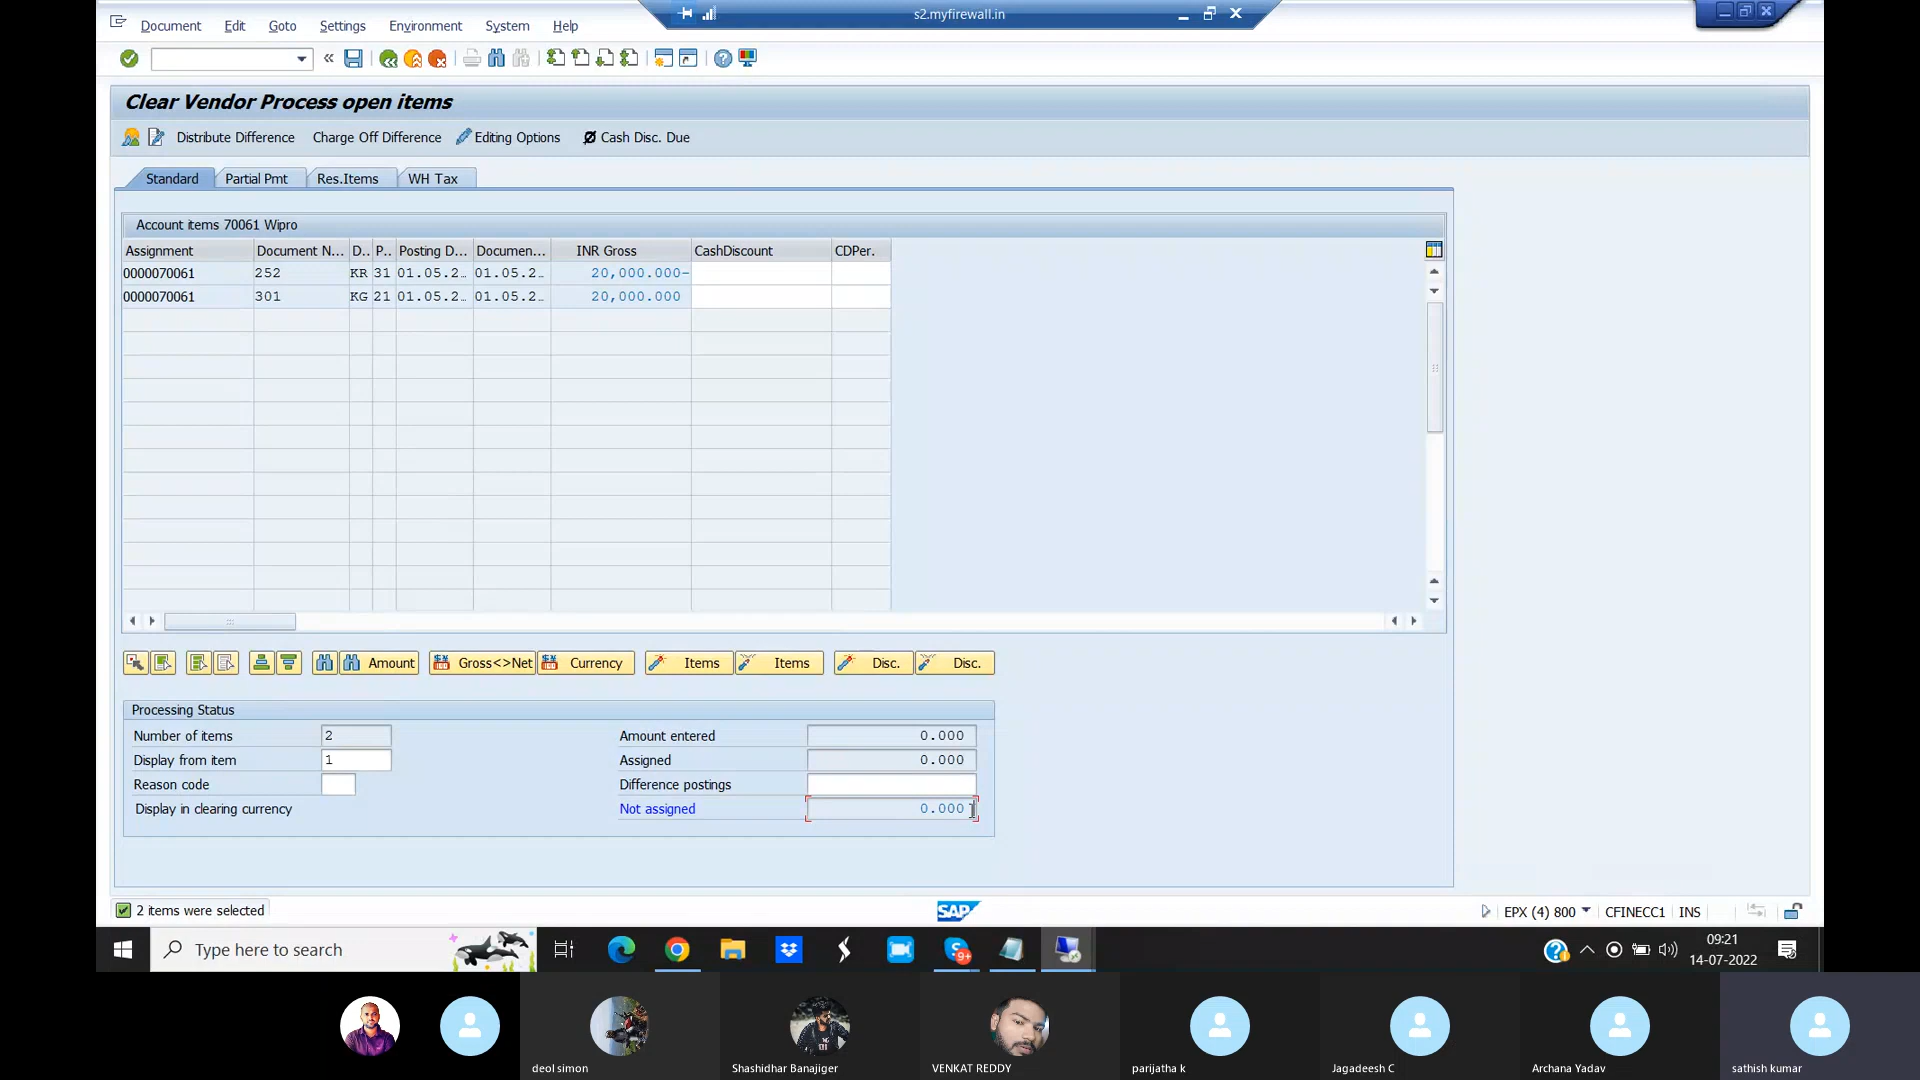 s2.myfirewall.in
Document Edit Goto Settings Environment System Help
Clear Vendor Process open items
Distribute Difference Charge Off Difference Editing Options Cash Disc. Due
Standard Partial Pmt Res.Items WH Tax
Account items 70061 Wipro
Assignment Document N... D.. P.. Posting D... Documen... INR Gross CashDiscount CDPer.
0000070061 252 KR 31 01.05.2… 01.05.2… 20,000.000-
0000070061 301 KG 21 01.05.2… 01.05.2… 20,000.000
Amount Gross<>Net Currency Items Items Disc. Disc.
Processing Status
Number of items 2 Amount entered 0.000
Display from item 1 Assigned 0.000
Reason code Difference postings
Display in clearing currency Not assigned 0.000
2 items were selected SAP EPX (4) 800 CFINECC1 INS
Type here to search 9+ 09:21
14-07-2022
deol simon Shashidhar Banajiger VENKAT REDDY parijatha k Jagadeesh C Archana Yadav sathish kumar